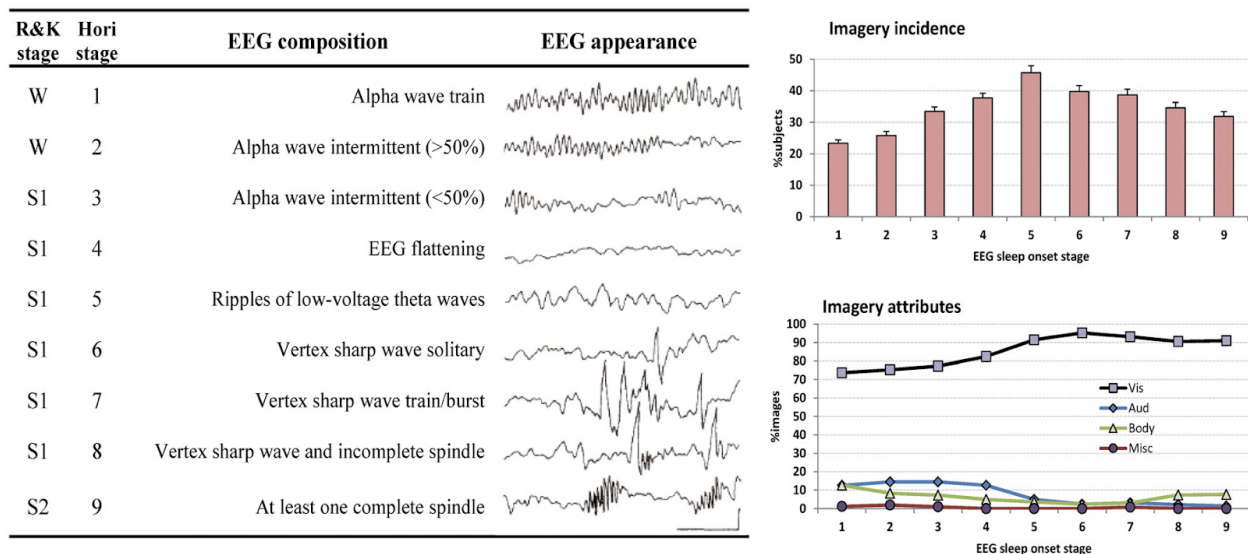 R&K stage Hori stage EEG composition EEG appearance
W 1 Alpha wave train
W 2 Alpha wave intermittent (>50%)
S1 3 Alpha wave intermittent (<50%)
S1 4 EEG flattening
S1 5 Ripples of low-voltage theta waves
S1 6 Vertex sharp wave solitary
S1 7 Vertex sharp wave train/burst
S1 8 Vertex sharp wave and incomplete spindle
S2 9 At least one complete spindle
Imagery incidence
%subjects
50
40
30
20
10
0
1 2 3 4 5 6 7 8 9
EEG sleep onset stage
Imagery attributes
%images
100
90
80
70
60
50
40
30
20
10
0
Vis
Aud
Body
Misc
1 2 3 4 5 6 7 8 9
EEG sleep onset stage